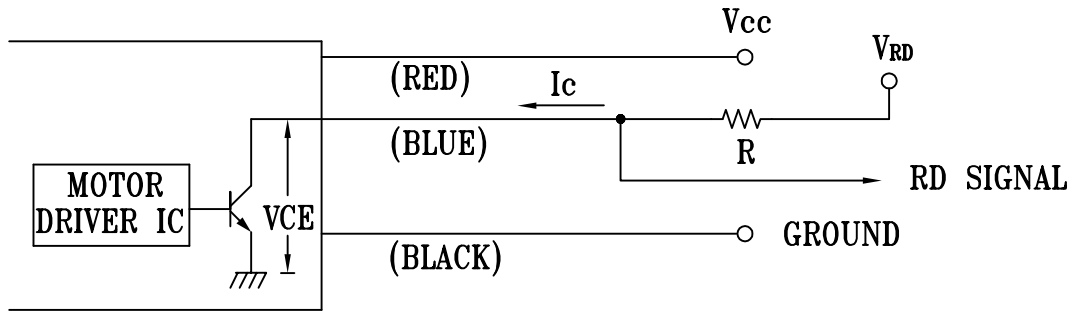 Vcc
VRD
(RED)
Ic
(BLUE)
R
MOTOR
DRIVER IC
VCE
RD SIGNAL
(BLACK)
GROUND